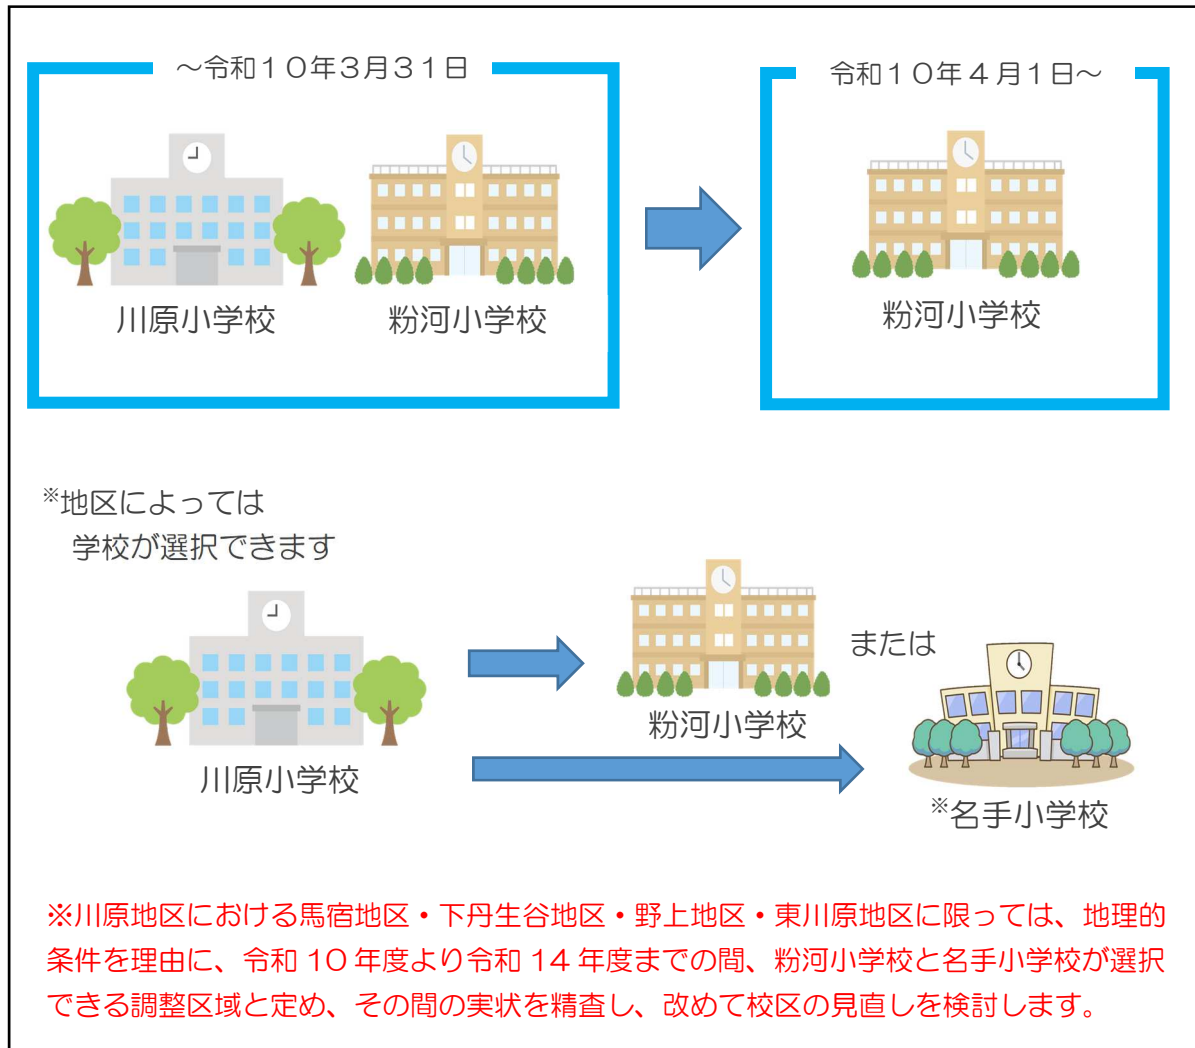 ～令和１０年３月３１日
令和１０年４月１日～
川原小学校
粉河小学校
粉河小学校
※地区によっては
学校が選択できます
または
粉河小学校
川原小学校
※名手小学校
※川原地区における馬宿地区・下丹生谷地区・野上地区・東川原地区に限っては、地理的
条件を理由に、令和 10 年度より令和 14 年度までの間、粉河小学校と名手小学校が選択
できる調整区域と定め、その間の実状を精査し、改めて校区の見直しを検討します。